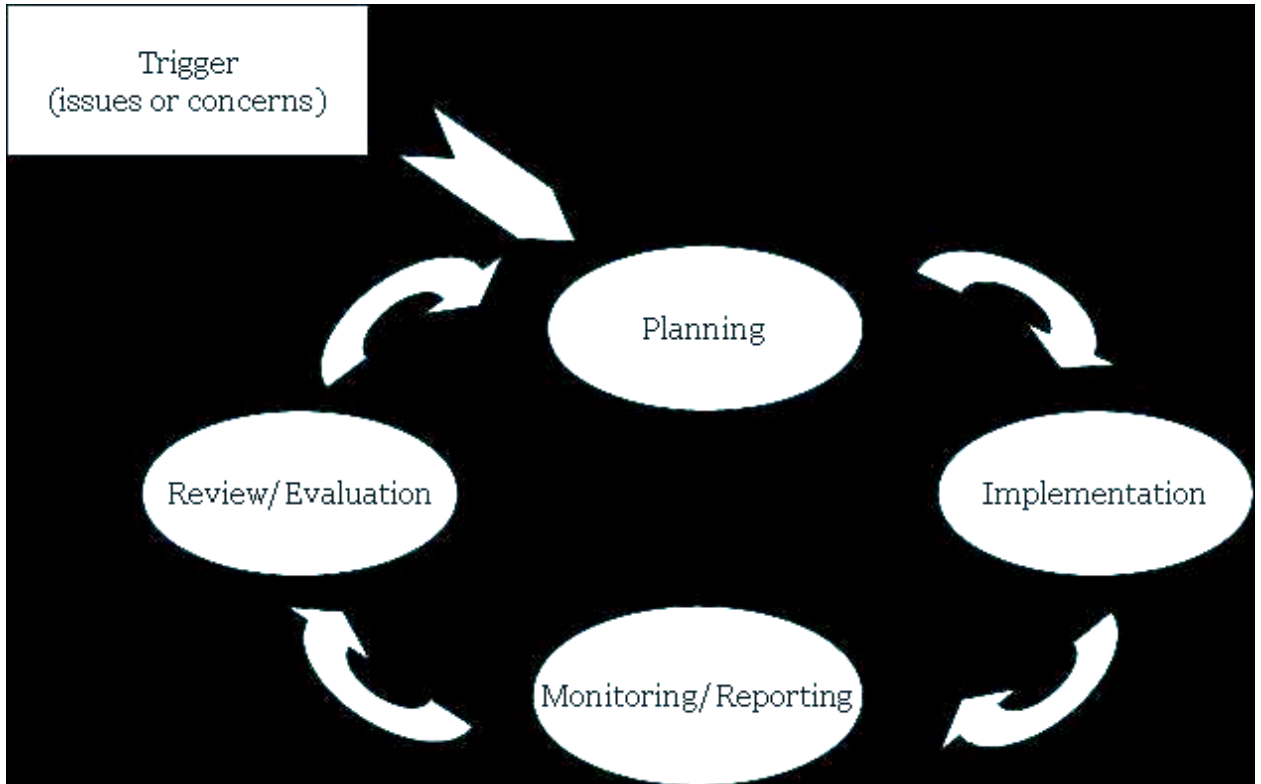 Trigger
(issues or concerns)
Planning
Review/Evaluation
Implementation
Monitoring/Reporting